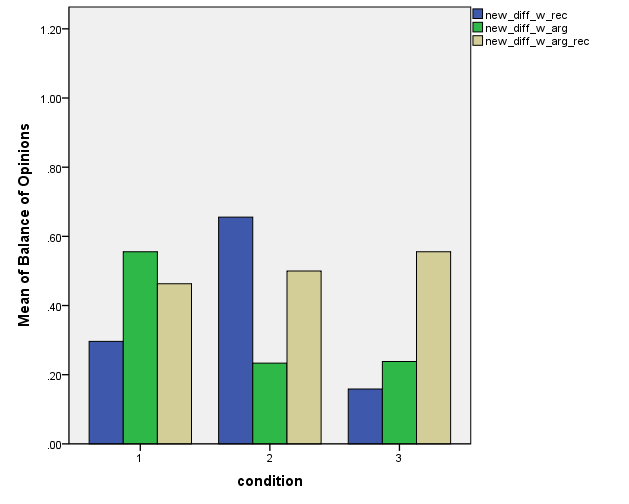 new_diff_w_rec
new_diff_w_arg
new_diff_w_arg_rec
Mean of Balance of Opinions
1.20
1.00
.80
.60
.40
.20
.00
1 2 3
condition